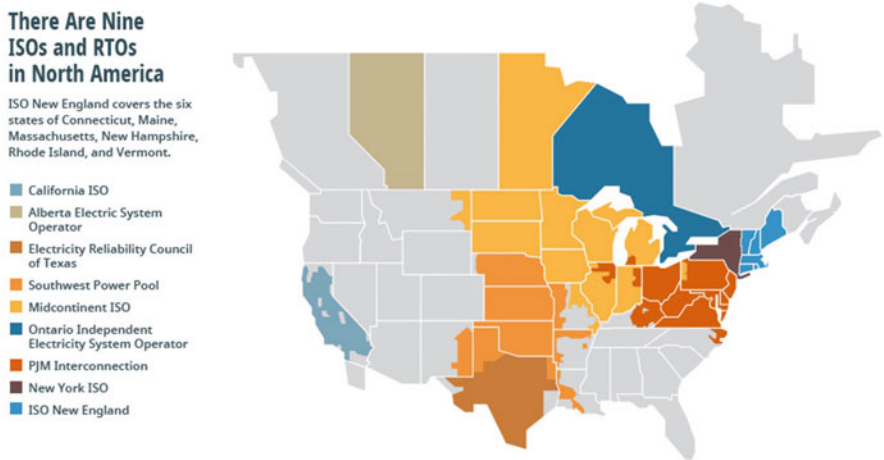 There Are Nine
ISOs and RTOs
in North America
ISO New England covers the six
states of Connecticut, Maine,
Massachusetts, New Hampshire,
Rhode Island, and Vermont.
California ISO
Alberta Electric System
Operator
Electricity Reliability Council
of Texas
Southwest Power Pool
Midcontinent ISO
Ontario Independent
Electricity System Operator
PJM Interconnection
New York ISO
ISO New England